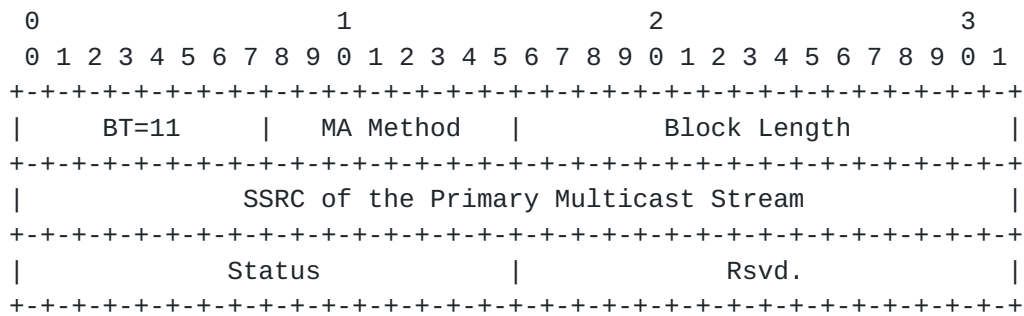 0                   1                   2                   3
 0 1 2 3 4 5 6 7 8 9 0 1 2 3 4 5 6 7 8 9 0 1 2 3 4 5 6 7 8 9 0 1
+-+-+-+-+-+-+-+-+-+-+-+-+-+-+-+-+-+-+-+-+-+-+-+-+-+-+-+-+-+-+-+-+
|     BT=11     |   MA Method   |         Block Length          |
+-+-+-+-+-+-+-+-+-+-+-+-+-+-+-+-+-+-+-+-+-+-+-+-+-+-+-+-+-+-+-+-+
|              SSRC of the Primary Multicast Stream             |
+-+-+-+-+-+-+-+-+-+-+-+-+-+-+-+-+-+-+-+-+-+-+-+-+-+-+-+-+-+-+-+-+
|             Status            |             Rsvd.             |
+-+-+-+-+-+-+-+-+-+-+-+-+-+-+-+-+-+-+-+-+-+-+-+-+-+-+-+-+-+-+-+-+